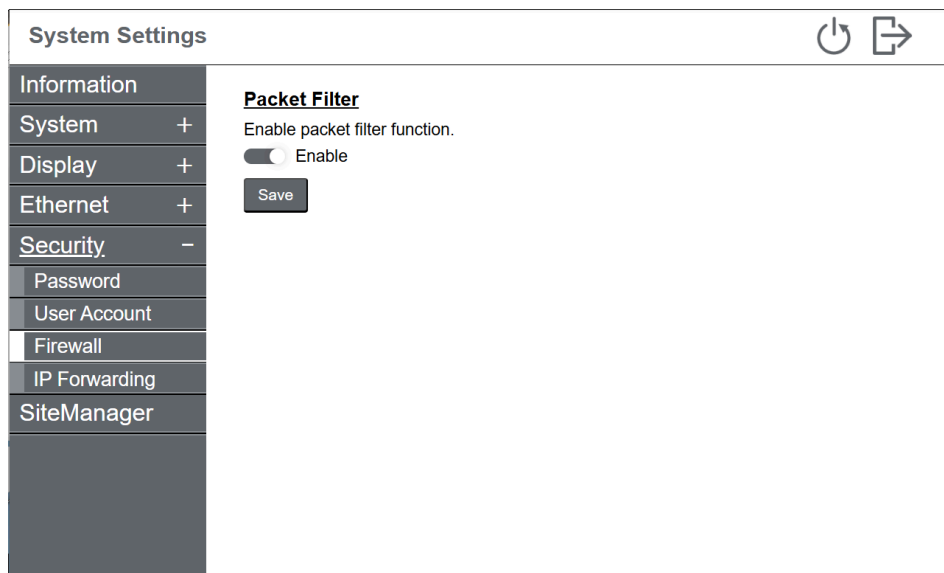 System Settings
Information
System +
Display +
Ethernet +
Security −
Password
User Account
Firewall
IP Forwarding
SiteManager
Packet Filter
Enable packet filter function.
Enable
Save